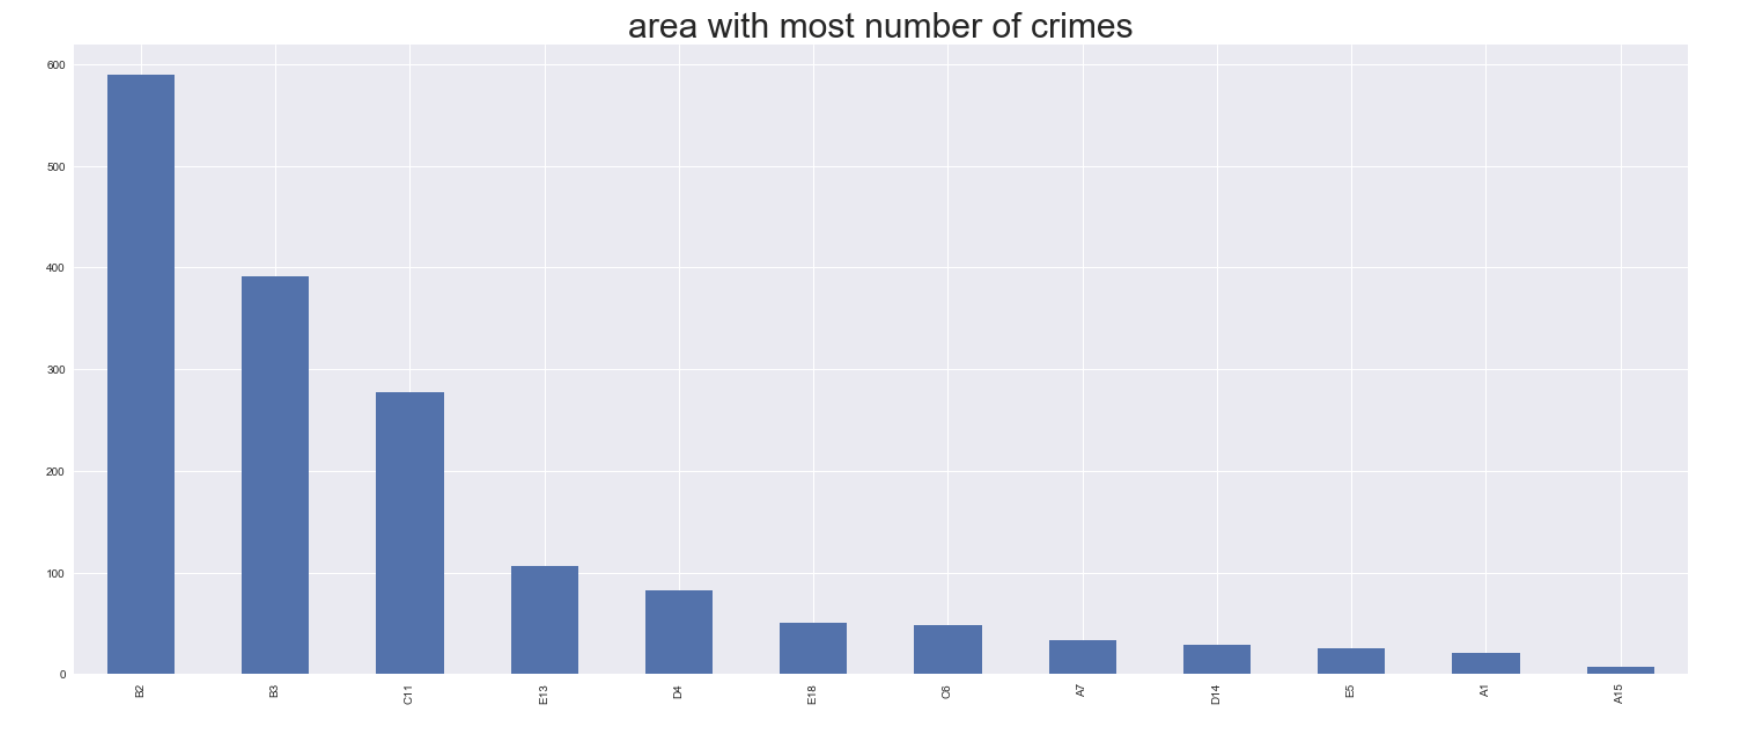 area with most number of crimes
600
500
400
300
200
100
0
B2
B3
C11
E13
D4
E18
C6
A7
D14
E5
A1
A15